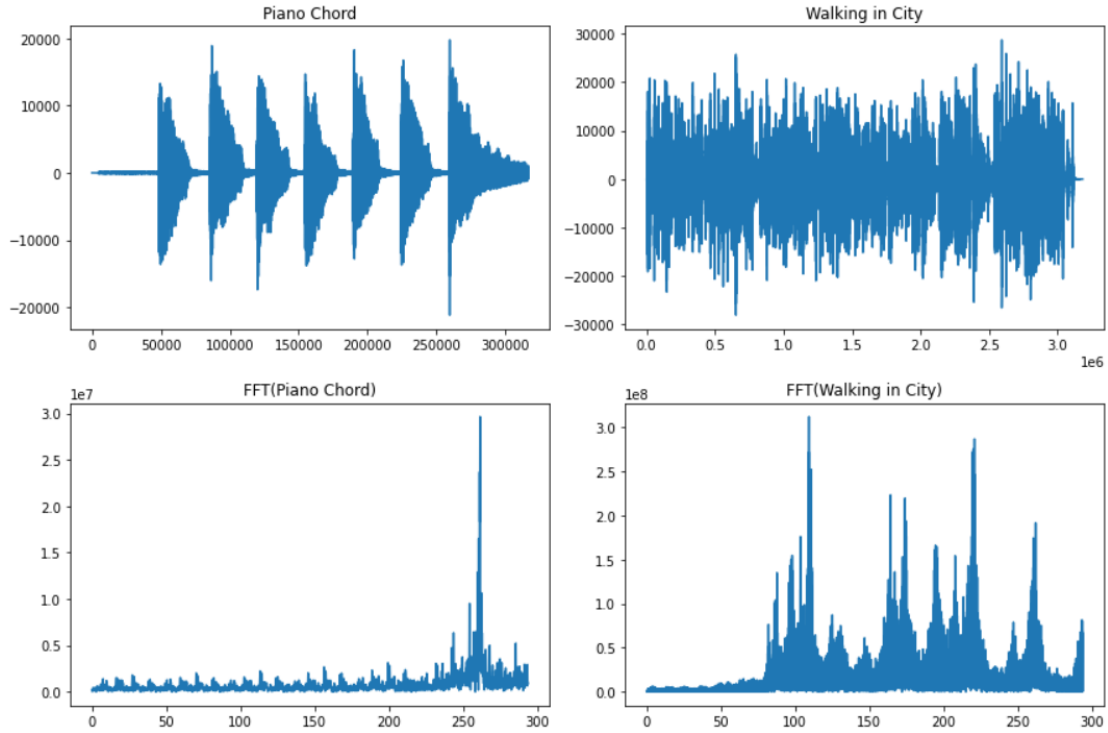 Piano Chord
20000
10000
0
−10000
−20000
0 50000 100000 150000 200000 250000 300000
Walking in City
30000
20000
10000
0
−10000
−20000
−30000
0.0 0.5 1.0 1.5 2.0 2.5 3.0
1e6
FFT(Piano Chord)
1e7
3.0
2.5
2.0
1.5
1.0
0.5
0.0
0 50 100 150 200 250 300
FFT(Walking in City)
1e8
3.0
2.5
2.0
1.5
1.0
0.5
0.0
0 50 100 150 200 250 300